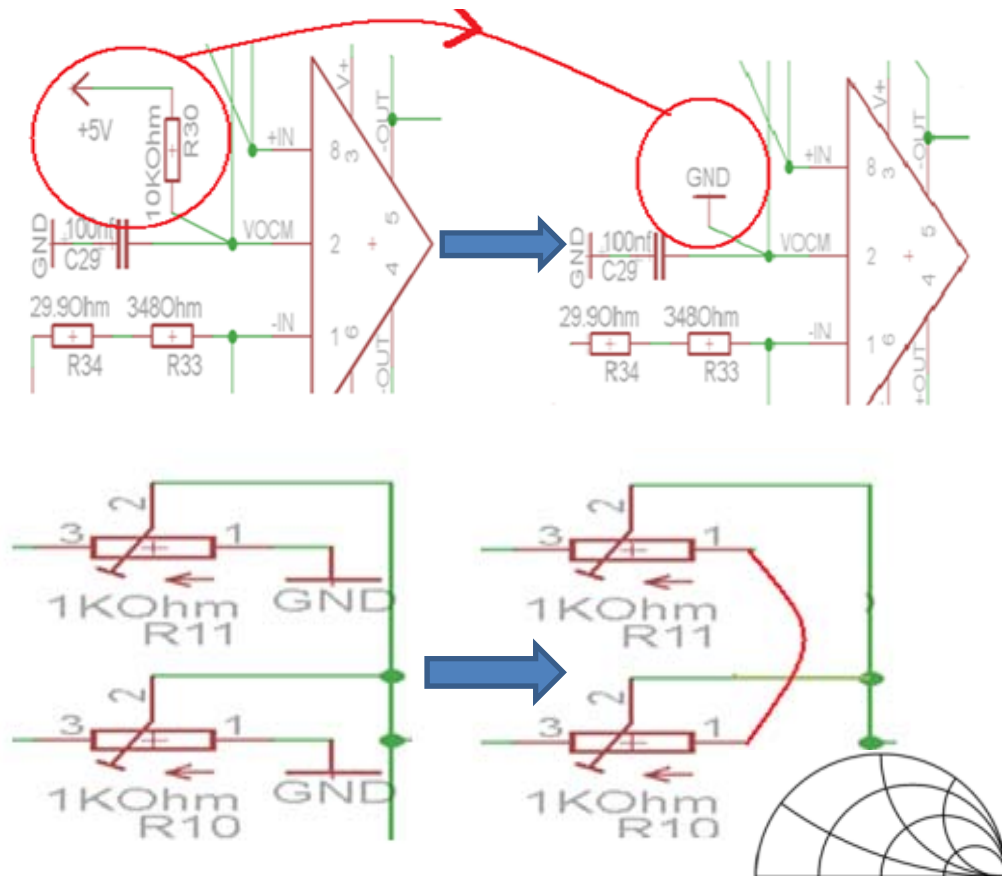 +5V
10KOhm
R30
V+
3
-OUT
+IN
8
5
GND
100nf
C29
VOCM
2
4
29.9Ohm
348Ohm
-IN
1
6
R34
R33
-OUT
V+
3
-OUT
+IN
8
5
GND
GND
100nf
C29
VOCM
2
4
29.9Ohm
348Ohm
-IN
1
6
R34
R33
+OUT
2
3
1
1KOhm
GND
R11
2
3
1
1KOhm
GND
R10
2
3
1
1KOhm
R11
2
3
1
1KOhm
R10